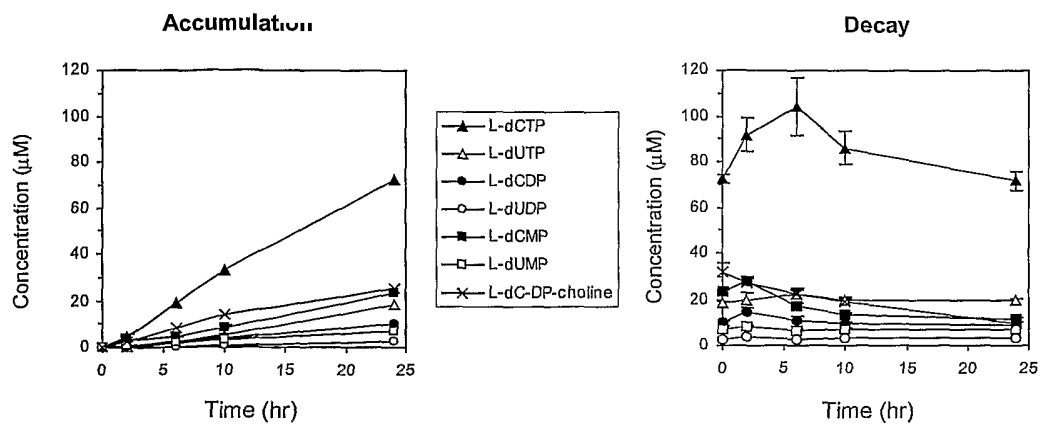 Accumulation
Decay
Concentration (μM)
120
100
80
60
40
20
0
0 5 10 15 20 25
Time (hr)
L-dCTP
L-dUTP
L-dCDP
L-dUDP
L-dCMP
L-dUMP
L-dC-DP-choline
Concentration (μM)
120
100
80
60
40
20
0
0 5 10 15 20 25
Time (hr)